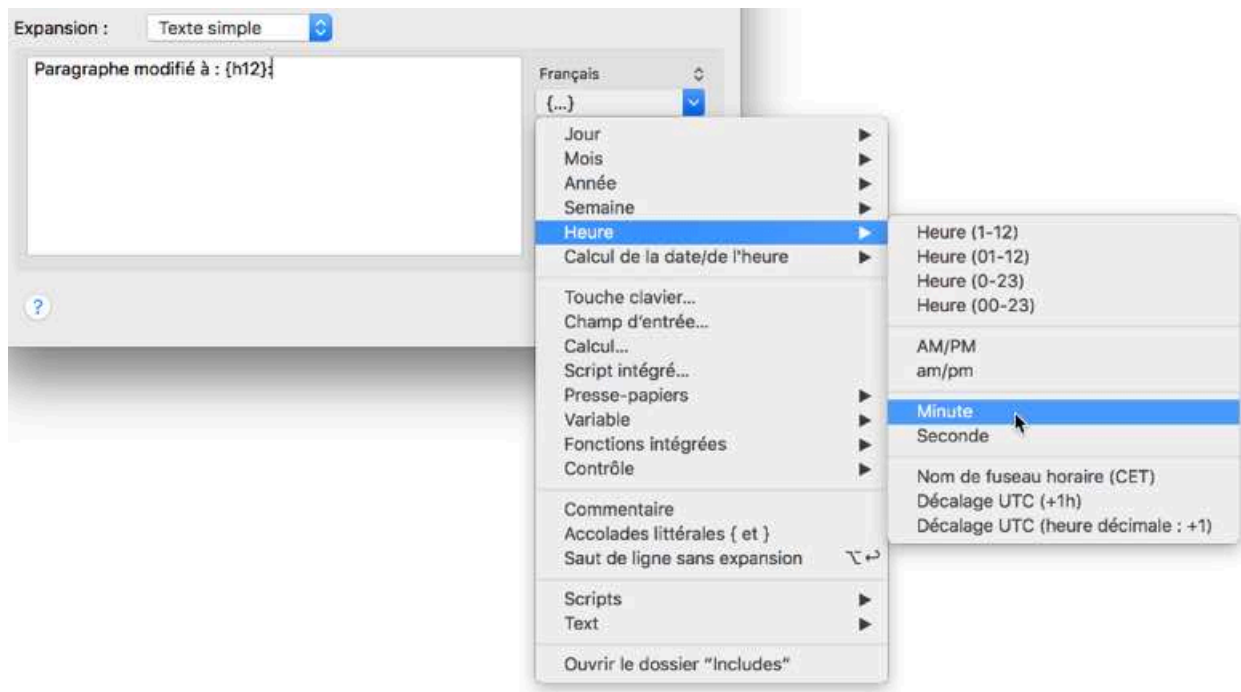 Expansion : Texte simple
Paragraphe modifié à : {h12}:
Français
{...}
Jour
Mois
Année
Semaine
Heure
Calcul de la date/de l'heure
Touche clavier...
Champ d'entrée...
Calcul...
Script intégré...
Presse-papiers
Variable
Fonctions intégrées
Contrôle
Commentaire
Accolades littérales { et }
Saut de ligne sans expansion ⌥↩
Scripts
Text
Ouvrir le dossier "Includes"
Heure (1-12)
Heure (01-12)
Heure (0-23)
Heure (00-23)
AM/PM
am/pm
Minute
Seconde
Nom de fuseau horaire (CET)
Décalage UTC (+1h)
Décalage UTC (heure décimale : +1)
?